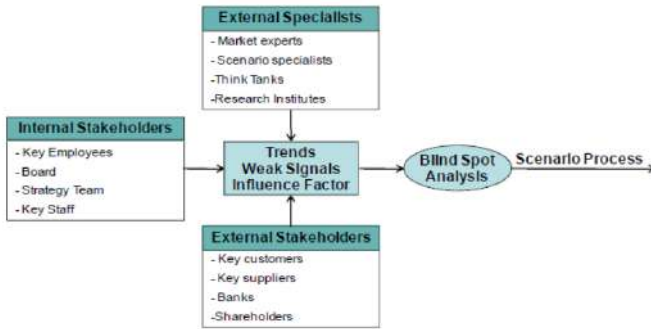 External Specialists
- Market experts
- Scenario specialists
-Think Tanks
-Research Institutes
Internal Stakeholders
- Key Employees
- Board
- Strategy Team
- Key Staff
Trends
Weak Signals
Influence Factor
Blind Spot
Analysis
Scenario Process
External Stakeholders
- Key customers
- Key suppliers
- Banks
-Shareholders